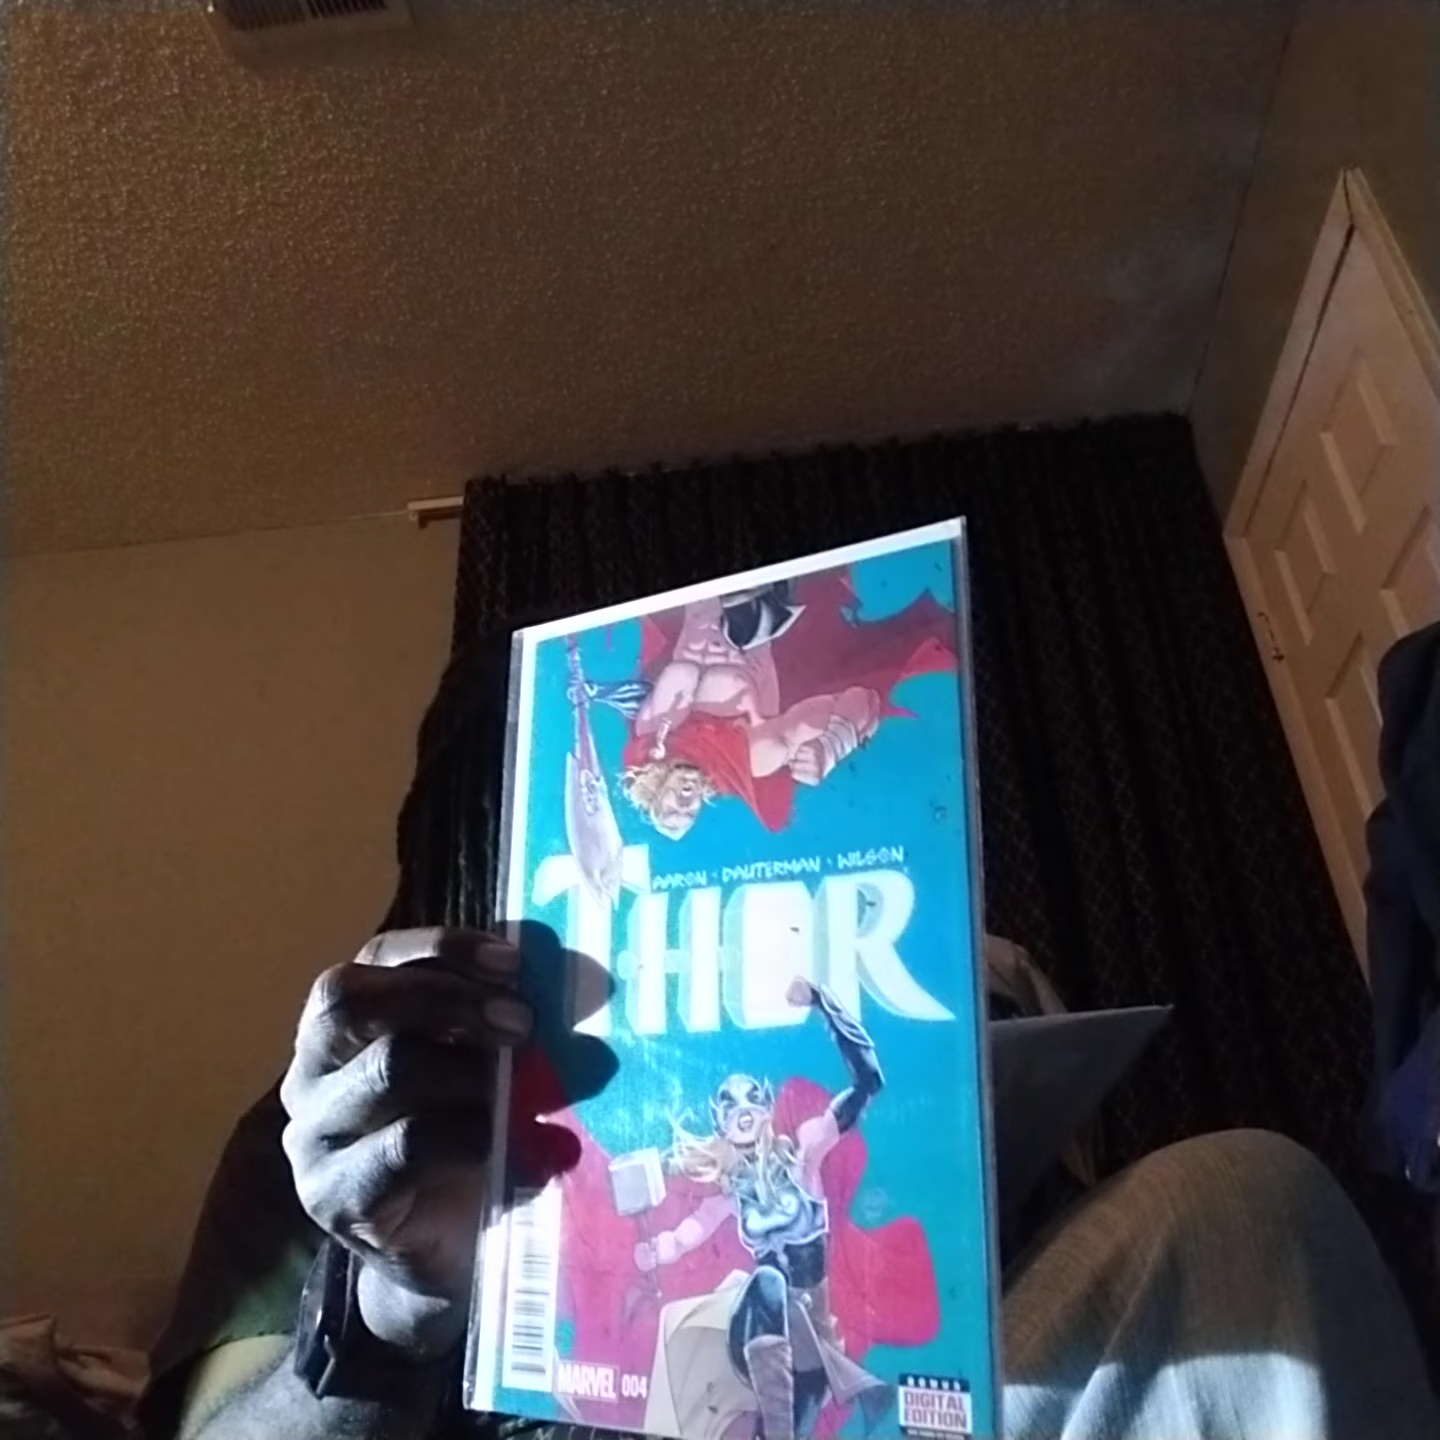 AARON · DAUTERMAN · WILSON
THOR
MARVEL 004
BONUS
DIGITAL
EDITION